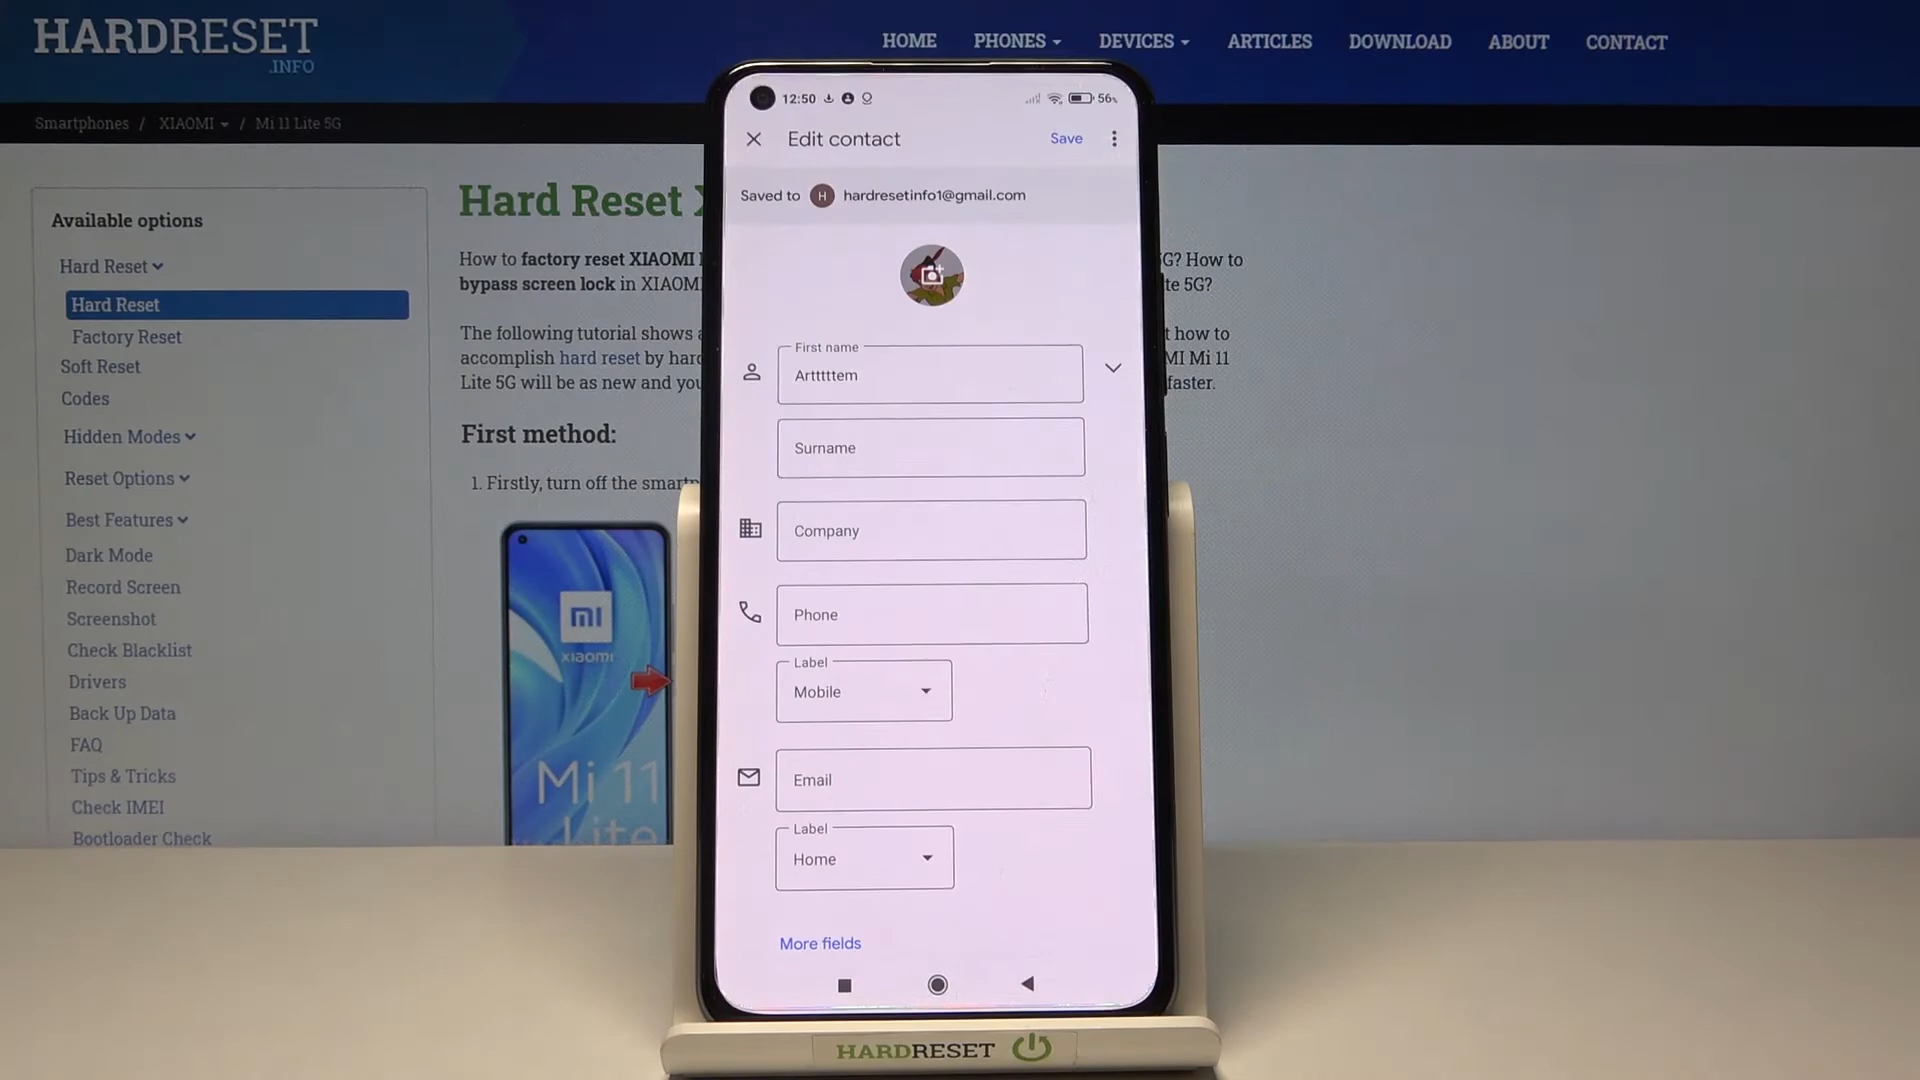 HARDRESET
.INFO
HOME PHONES DEVICES ARTICLES DOWNLOAD ABOUT CONTACT
Smartphones / XIAOMI / Mi 11 Lite 5G
Available options
Hard Reset
Hard Reset
Factory Reset
Soft Reset
Codes
Hidden Modes
Reset Options
Best Features
Dark Mode
Record Screen
Screenshot
Check Blacklist
Drivers
Back Up Data
FAQ
Tips & Tricks
Check IMEI
Bootloader Check
Hard Reset
How to factory reset XIAOMI
G? How to
bypass screen lock in XIAOMI
te 5G?
The following tutorial shows
t how to
accomplish hard reset by hard
MI Mi 11
Lite 5G will be as new and you
faster.
First method:
1. Firstly, turn off the smart
mi
xiaomi
Mi 11
Lite
12:50
56%
Edit contact
Save
Saved to H hardresetinfo1@gmail.com
First name
Artttttem
Surname
Company
Phone
Label
Mobile
Email
Label
Home
More fields
HARDRESET